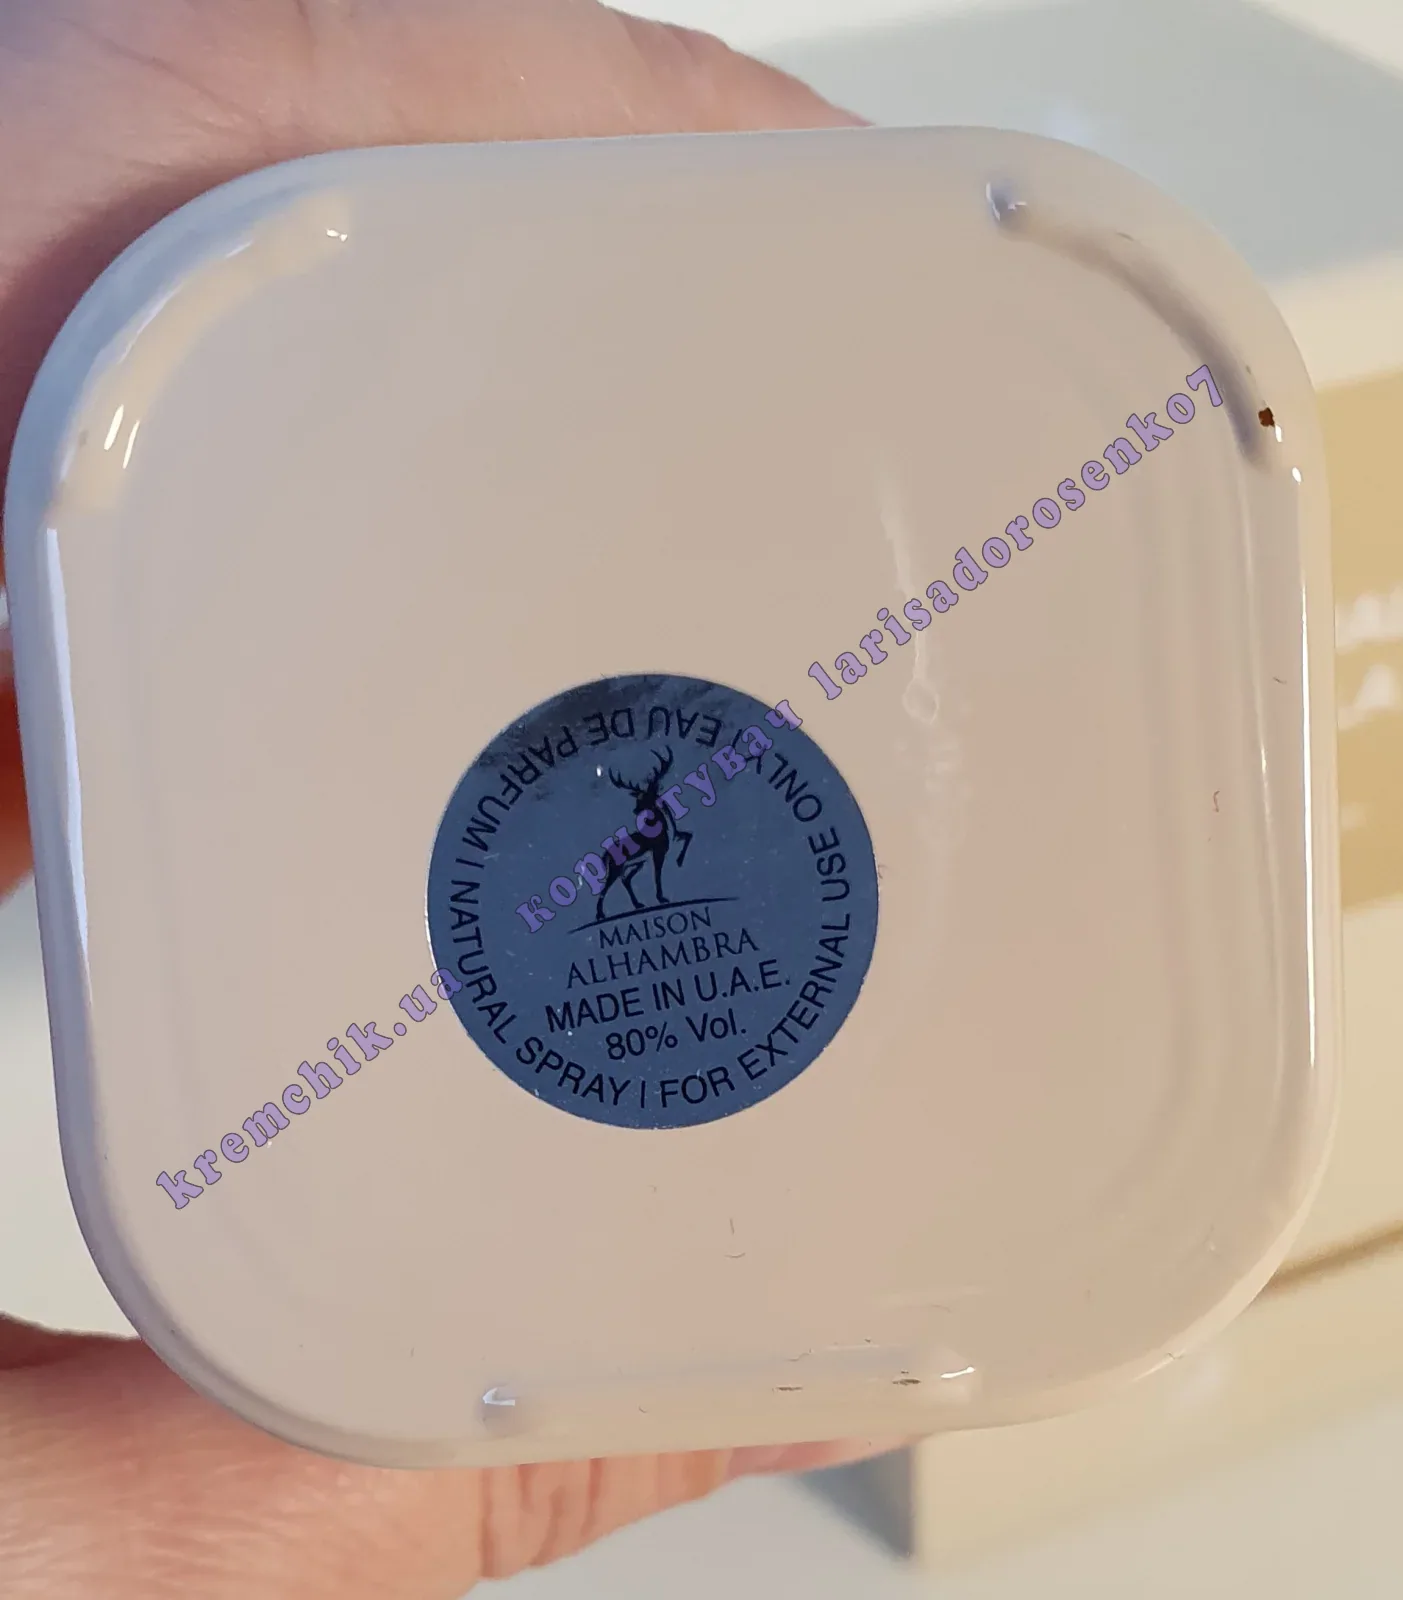 EAU DE PARFUM | NATURAL SPRAY | FOR EXTERNAL USE ONLY |
MAISON
ALHAMBRA
MADE IN U.A.E.
80% Vol.
kremchik.ua користувач larisadorosenko7